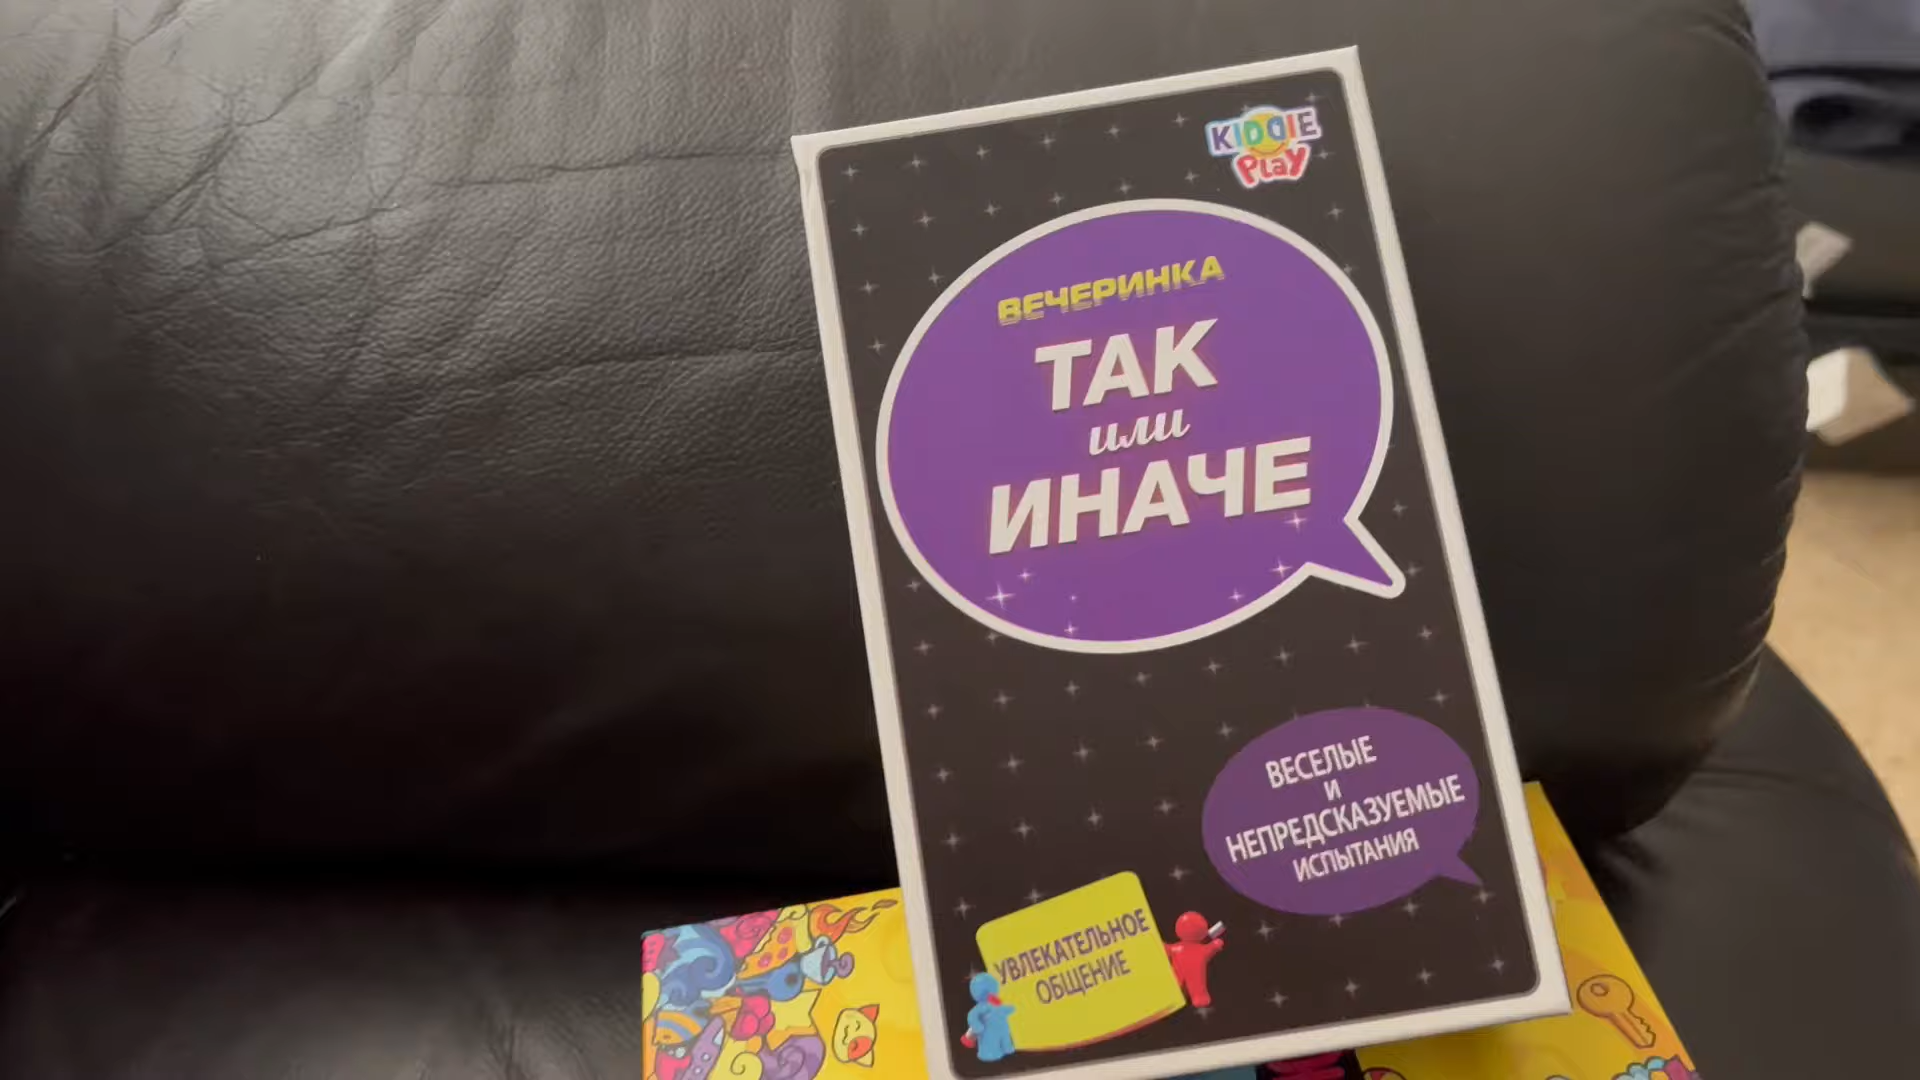 KIDDIE
Play
ВЕЧЕРИНКА
ТАК
или
ИНАЧЕ
ВЕСЕЛЫЕ
И
НЕПРЕДСКАЗУЕМЫЕ
ИСПЫТАНИЯ
УВЛЕКАТЕЛЬНОЕ
ОБЩЕНИЕ